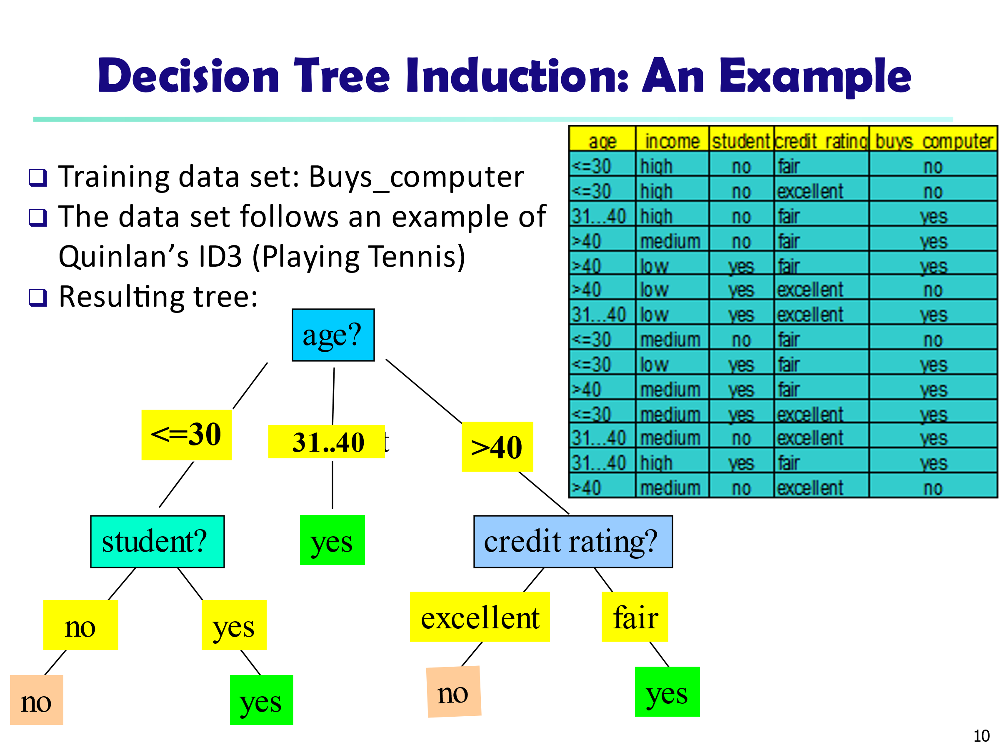 Decision Tree Induction: An Example
Training data set: Buys_computer
The data set follows an example of
Quinlan’s ID3 (Playing Tennis)
Resulting tree:
age income student credit_rating buys_computer
<=30 high no fair no
<=30 high no excellent no
31…40 high no fair yes
>40 medium no fair yes
>40 low yes fair yes
>40 low yes excellent no
31…40 low yes excellent yes
<=30 medium no fair no
<=30 low yes fair yes
>40 medium yes fair yes
<=30 medium yes excellent yes
31…40 medium no excellent yes
31…40 high yes fair yes
>40 medium no excellent no
age?
<=30 31..40 >40
student? yes credit rating?
no yes excellent fair
no yes no yes
10